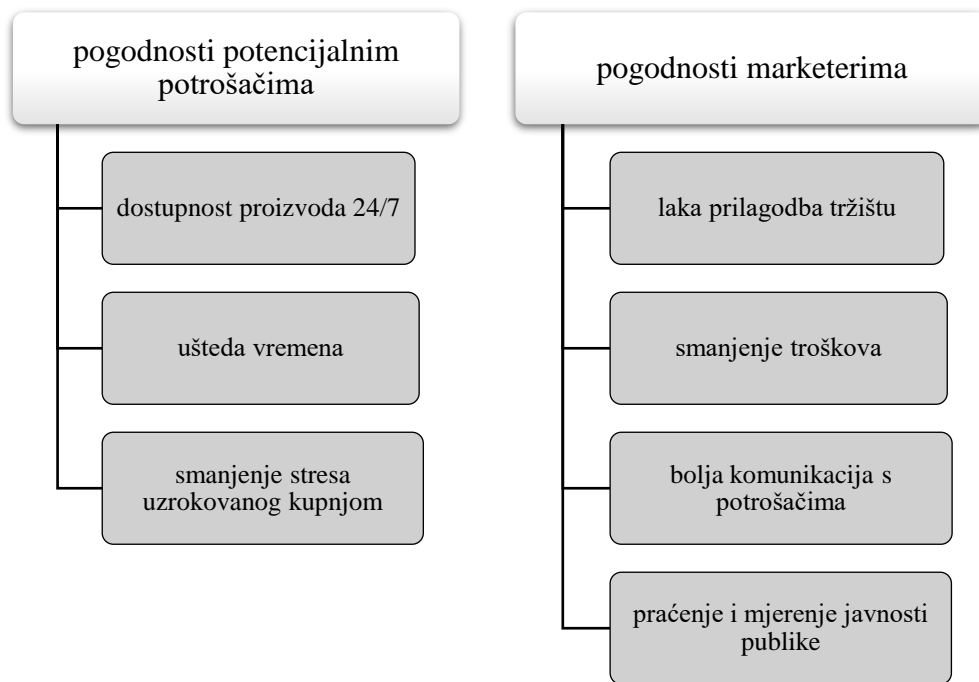 pogodnosti potencijalnim
potrošačima
dostupnost proizvoda 24/7
ušteda vremena
smanjenje stresa
uzrokovanog kupnjom
pogodnosti marketerima
laka prilagodba tržištu
smanjenje troškova
bolja komunikacija s
potrošačima
praćenje i mjerenje javnosti
publike